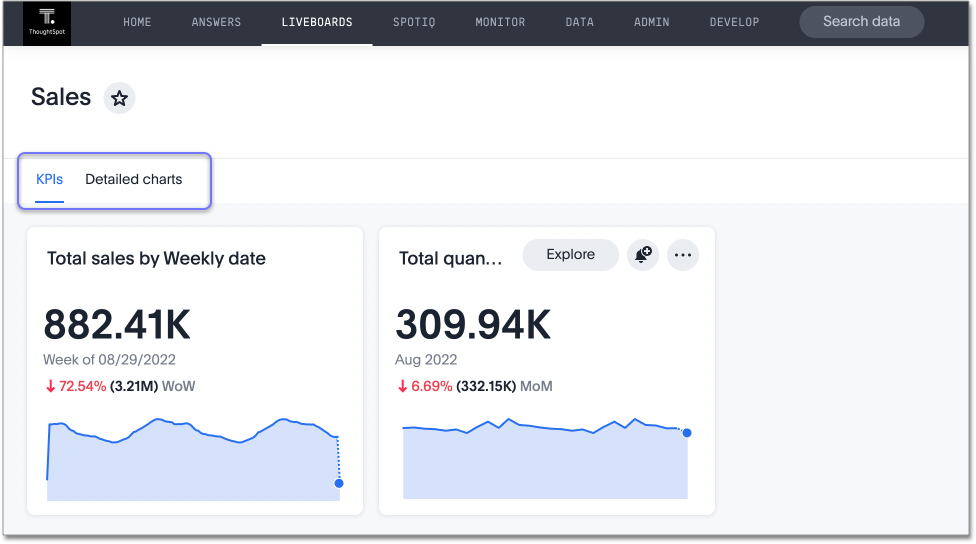 ThoughtSpot
HOME ANSWERS LIVEBOARDS SPOTIQ MONITOR DATA ADMIN DEVELOP Search data
Sales
KPIs Detailed charts
Total sales by Weekly date
882.41K
Week of 08/29/2022
↓ 72.54% (3.21M) WoW
Total quan... Explore
309.94K
Aug 2022
↓ 6.69% (332.15K) MoM